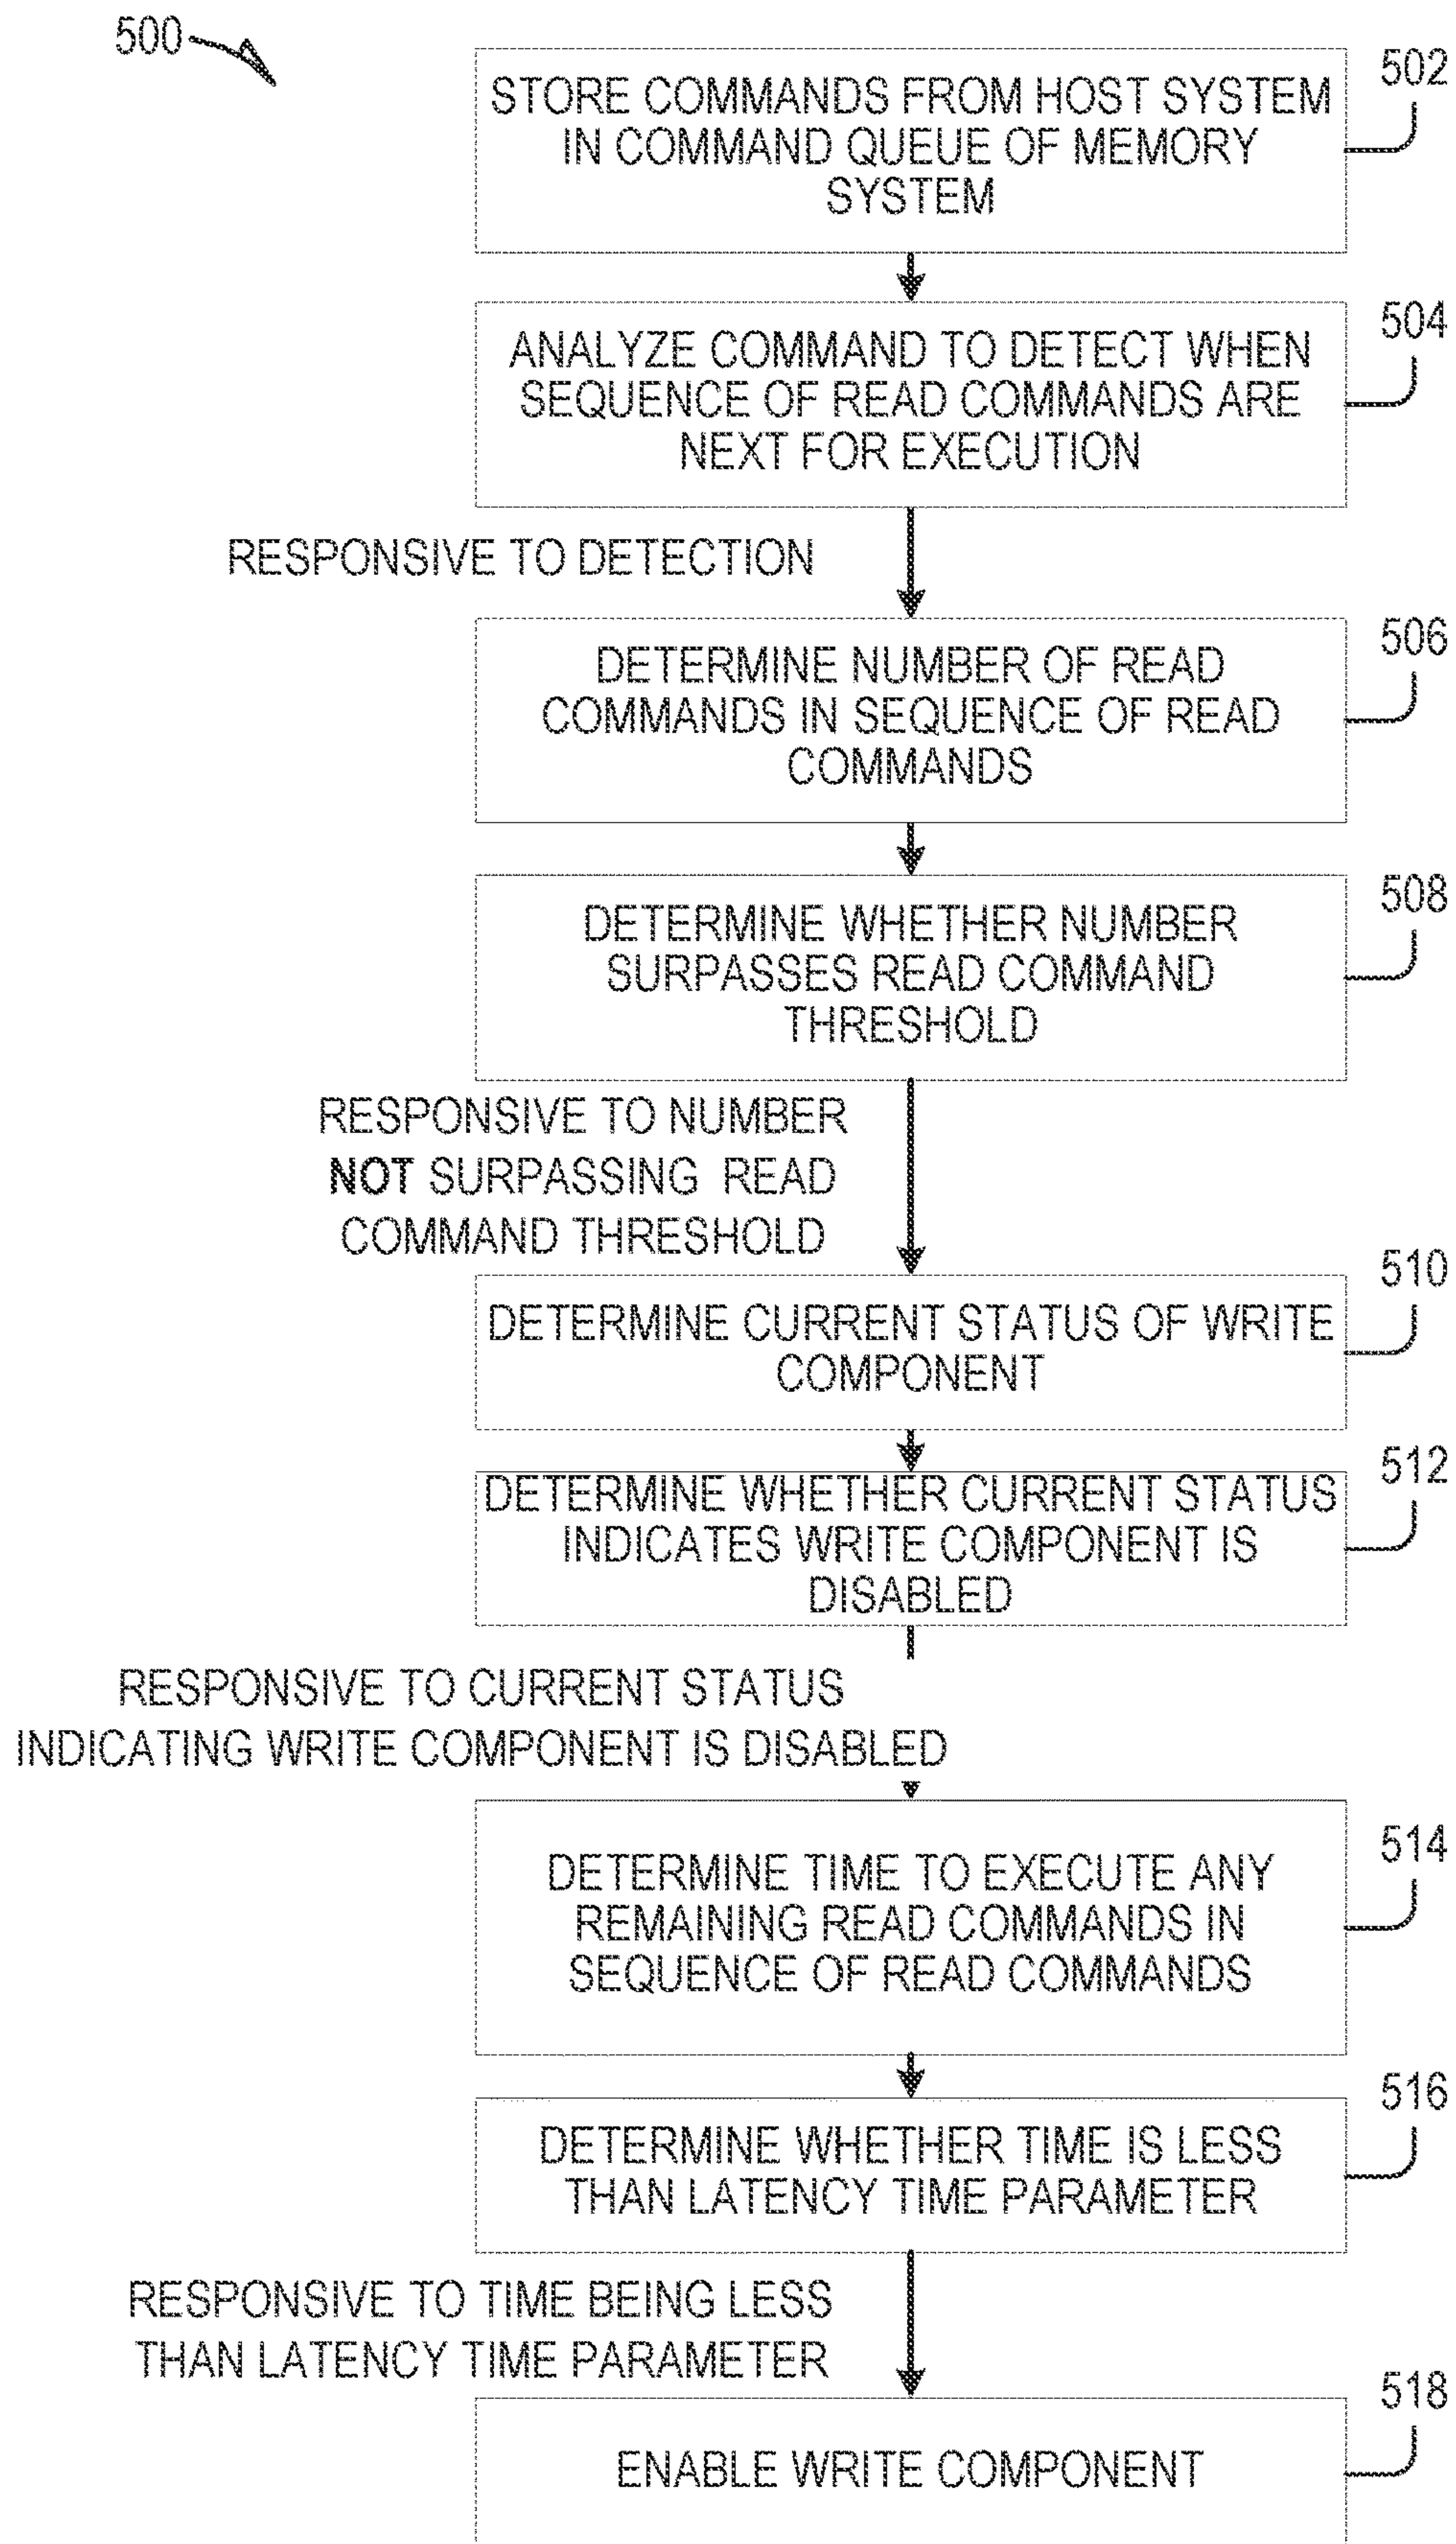 500
502
STORE COMMANDS FROM HOST SYSTEM
IN COMMAND QUEUE OF MEMORY
SYSTEM
504
ANALYZE COMMAND TO DETECT WHEN
SEQUENCE OF READ COMMANDS ARE
NEXT FOR EXECUTION
RESPONSIVE TO DETECTION
506
DETERMINE NUMBER OF READ
COMMANDS IN SEQUENCE OF READ
COMMANDS
508
DETERMINE WHETHER NUMBER
SURPASSES READ COMMAND
THRESHOLD
RESPONSIVE TO NUMBER
NOT SURPASSING READ
COMMAND THRESHOLD
510
DETERMINE CURRENT STATUS OF WRITE
COMPONENT
512
DETERMINE WHETHER CURRENT STATUS
INDICATES WRITE COMPONENT IS
DISABLED
RESPONSIVE TO CURRENT STATUS
INDICATING WRITE COMPONENT IS DISABLED
514
DETERMINE TIME TO EXECUTE ANY
REMAINING READ COMMANDS IN
SEQUENCE OF READ COMMANDS
516
DETERMINE WHETHER TIME IS LESS
THAN LATENCY TIME PARAMETER
RESPONSIVE TO TIME BEING LESS
THAN LATENCY TIME PARAMETER
518
ENABLE WRITE COMPONENT